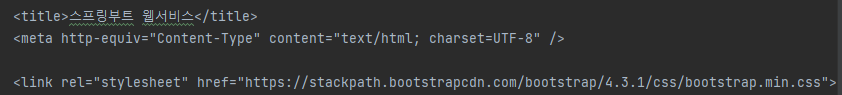 <title>스프링부트 웹서비스</title>
<meta http-equiv="Content-Type" content="text/html; charset=UTF-8" />
<link rel="stylesheet" href="https://stackpath.bootstrapcdn.com/bootstrap/4.3.1/css/bootstrap.min.css">